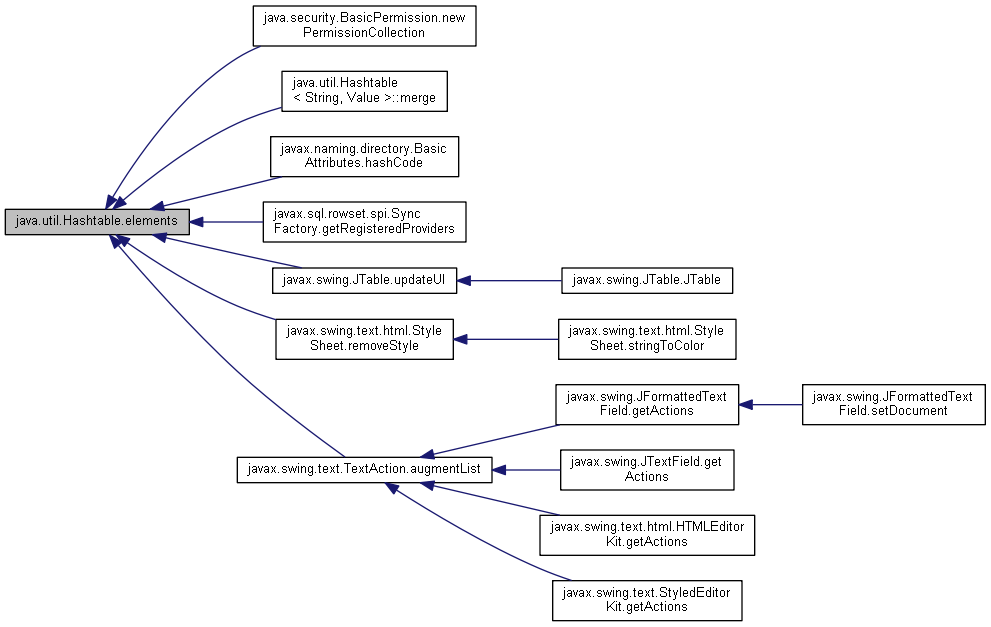 java.security.BasicPermission.new
PermissionCollection
java.util.Hashtable
< String, Value >::merge
javax.naming.directory.Basic
Attributes.hashCode
java.util.Hashtable.elements
javax.sql.rowset.spi.Sync
Factory.getRegisteredProviders
javax.swing.JTable.updateUI
javax.swing.JTable.JTable
javax.swing.text.html.Style
Sheet.removeStyle
javax.swing.text.html.Style
Sheet.stringToColor
javax.swing.JFormattedText
Field.getActions
javax.swing.JFormattedText
Field.setDocument
javax.swing.text.TextAction.augmentList
javax.swing.JTextField.get
Actions
javax.swing.text.html.HTMLEditor
Kit.getActions
javax.swing.text.StyledEditor
Kit.getActions